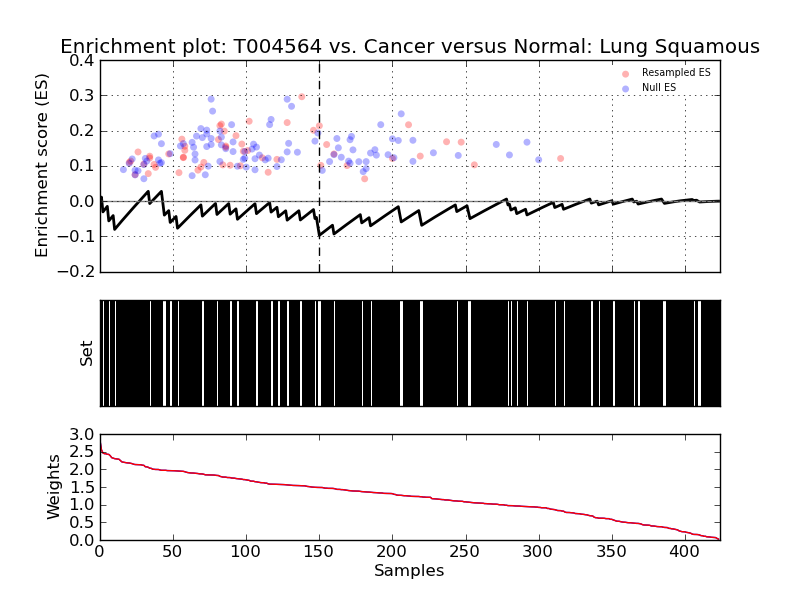 Enrichment plot: T004564 vs. Cancer versus Normal: Lung Squamous
0.4
0.3
0.2
0.1
0.0
−0.1
−0.2
Enrichment score (ES)
Resampled ES
Null ES
Set
3.0
2.5
2.0
1.5
1.0
0.5
0.0
Weights
0 50 100 150 200 250 300 350 400
Samples